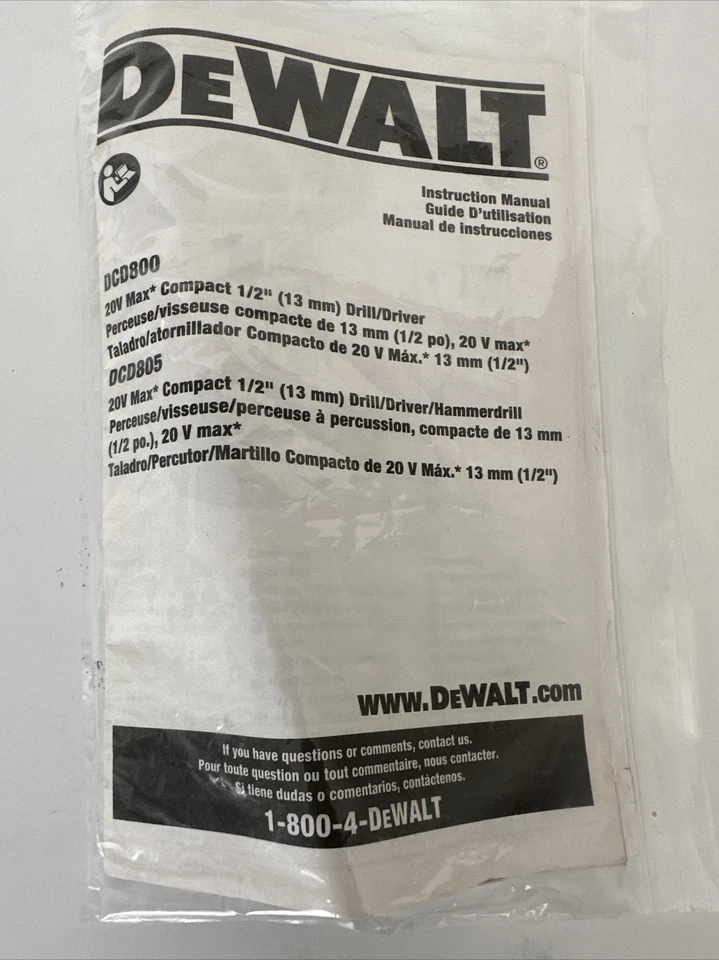 DEWALT®
Instruction Manual
Guide D'utilisation
Manual de instrucciones
DCD800
20V Max* Compact 1/2" (13 mm) Drill/Driver
Perceuse/visseuse compacte de 13 mm (1/2 po), 20 V max*
Taladro/atornillador Compacto de 20 V Máx.* 13 mm (1/2")
DCD805
20V Max* Compact 1/2" (13 mm) Drill/Driver/Hammerdrill
Perceuse/visseuse/perceuse à percussion, compacte de 13 mm
(1/2 po.), 20 V max*
Taladro/Percutor/Martillo Compacto de 20 V Máx.* 13 mm (1/2")
www.DEWALT.com
If you have questions or comments, contact us.
Pour toute question ou tout commentaire, nous contacter.
Si tiene dudas o comentarios, contáctenos.
1-800-4-DEWALT